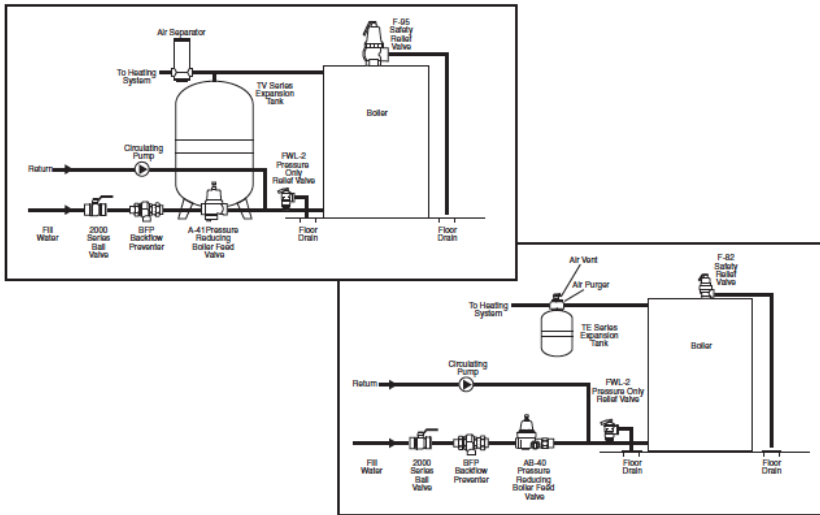 F-95
Safety
Relief
Valve
Air Separator
To Heating
System
TV Series
Expansion
Tank
Boiler
Circulating
Pump
Return
FWL-2
Pressure
Only
Relief Valve
Fill
Water
2000
Series
Ball
Valve
BFP
Backflow
Preventer
A-41Pressure
Reducing
Boiler Feed
Valve
Floor
Drain
Floor
Drain
Air Vent
Air Purger
F-82
Safety
Relief
Valve
To Heating
System
TE Series
Expansion
Tank
Boiler
Circulating
Pump
Return
FWL-2
Pressure Only
Relief Valve
Fill
Water
2000
Series
Ball
Valve
BFP
Backflow
Preventer
AB-40
Pressure
Reducing
Boiler Feed
Valve
Floor
Drain
Floor
Drain